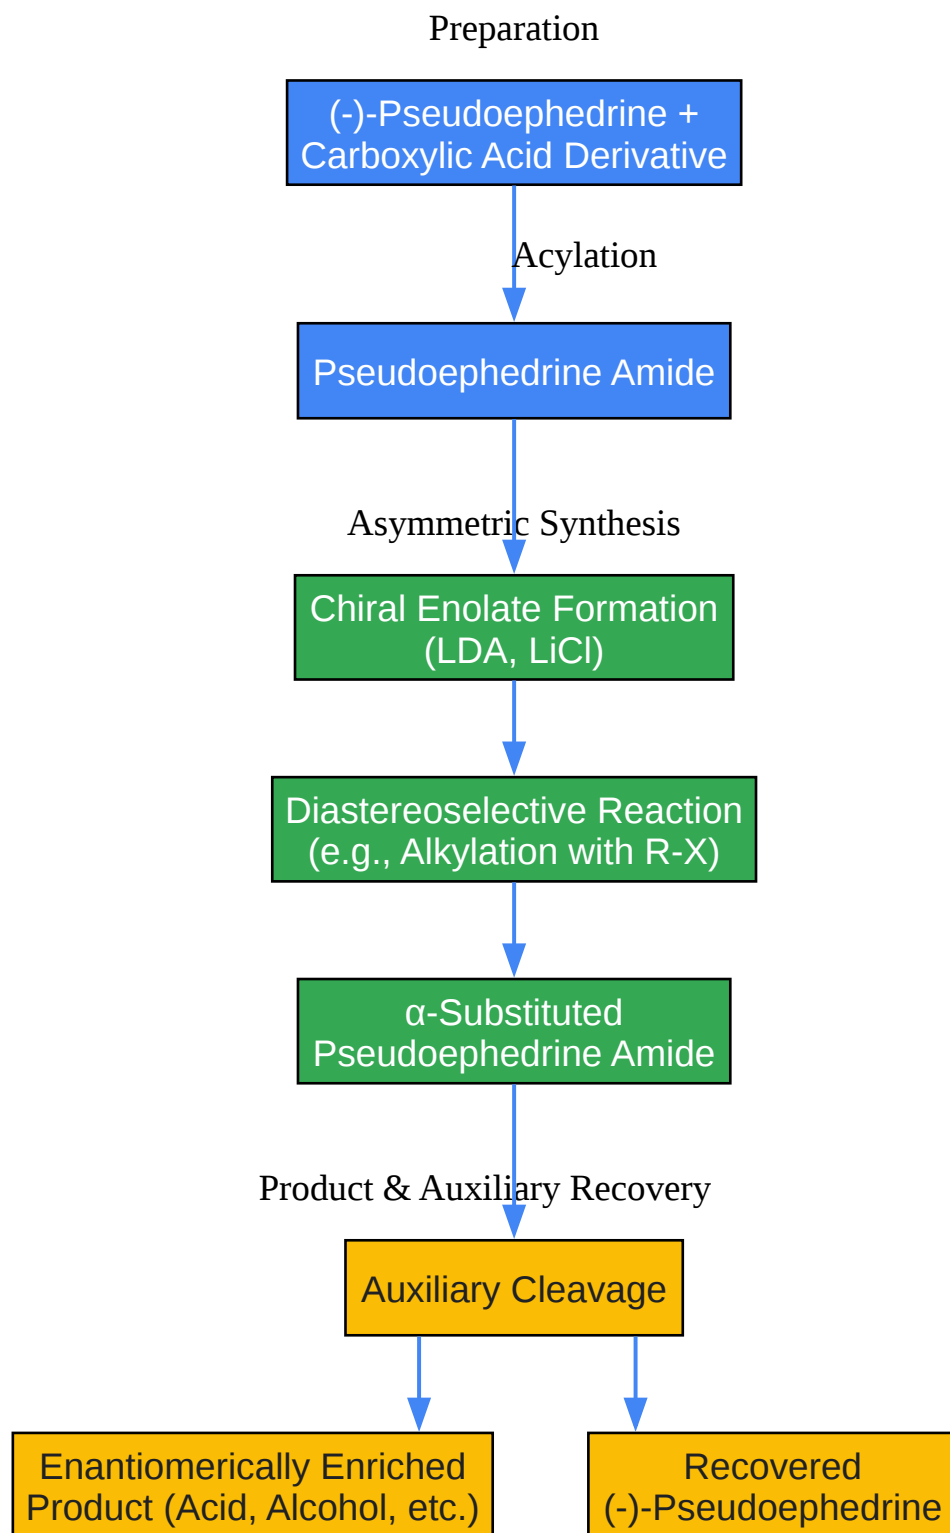 Preparation
(-)-Pseudoephedrine +
Carboxylic Acid Derivative
Acylation
Pseudoephedrine Amide
Asymmetric Synthesis
Chiral Enolate Formation
(LDA, LiCl)
Diastereoselective Reaction
(e.g., Alkylation with R-X)
α-Substituted
Pseudoephedrine Amide
Product & Auxiliary Recovery
Auxiliary Cleavage
Enantiomerically Enriched
Product (Acid, Alcohol, etc.)
Recovered
(-)-Pseudoephedrine